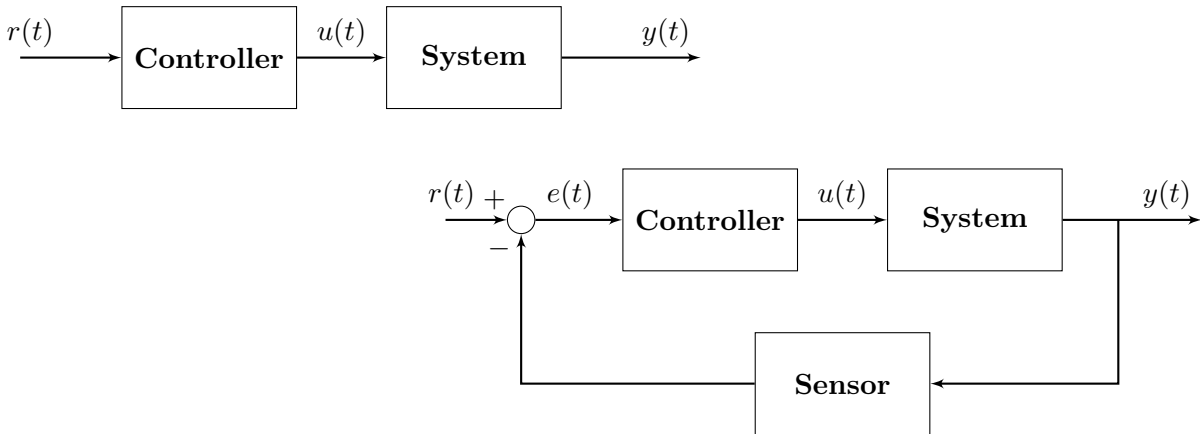 r(t) Controller u(t) System y(t)
r(t) + − e(t) Controller u(t) System y(t)
Sensor